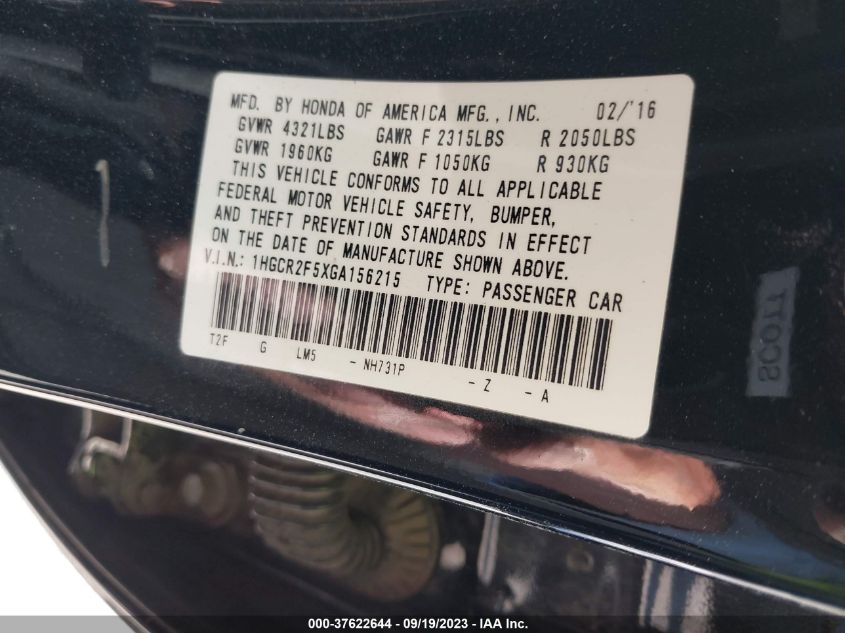 MFD. BY HONDA OF AMERICA MFG., INC. 02/'16
GVWR 4321LBS GAWR F 2315LBS R 2050LBS
GVWR 1960KG GAWR F 1050KG R 930KG
THIS VEHICLE CONFORMS TO ALL APPLICABLE
FEDERAL MOTOR VEHICLE SAFETY, BUMPER,
AND THEFT PREVENTION STANDARDS IN EFFECT
ON THE DATE OF MANUFACTURE SHOWN ABOVE.
V.I.N.: 1HGCR2F5XGA156215 TYPE: PASSENGER CAR
T2F G LM5 - NH731P - Z - A
SCOTT
000-37622644 - 09/19/2023 - IAA Inc.